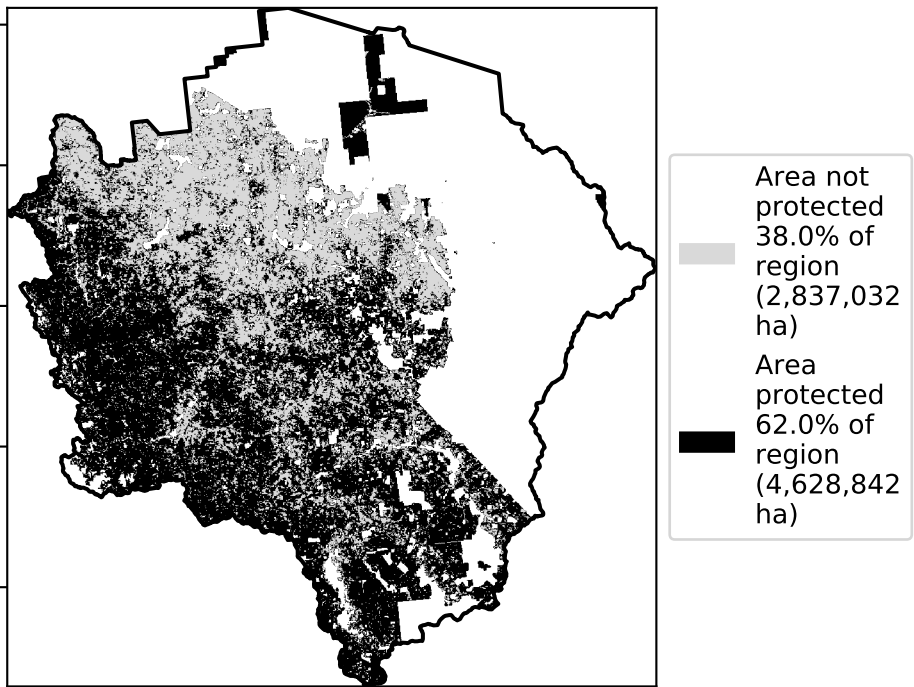 Area not
protected
38.0% of
region
(2,837,032
ha)
Area
protected
62.0% of
region
(4,628,842
ha)